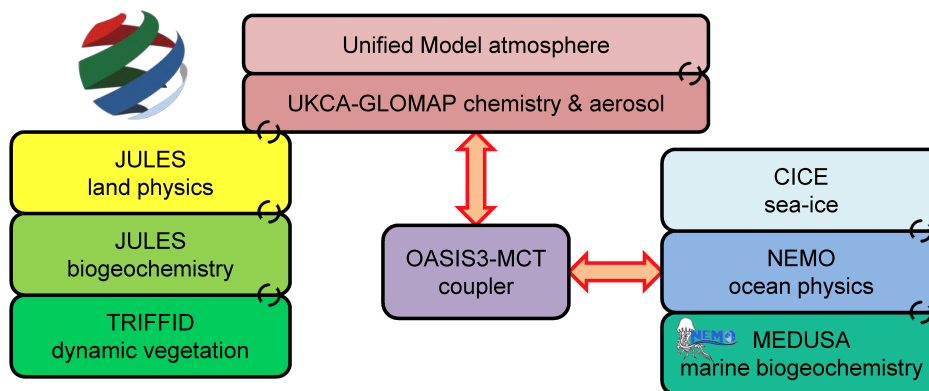 Unified Model atmosphere
UKCA-GLOMAP chemistry & aerosol
JULES
land physics
JULES
biogeochemistry
TRIFFID
dynamic vegetation
OASIS3-MCT
coupler
CICE
sea-ice
NEMO
ocean physics
NEMO
MEDUSA
marine biogeochemistry